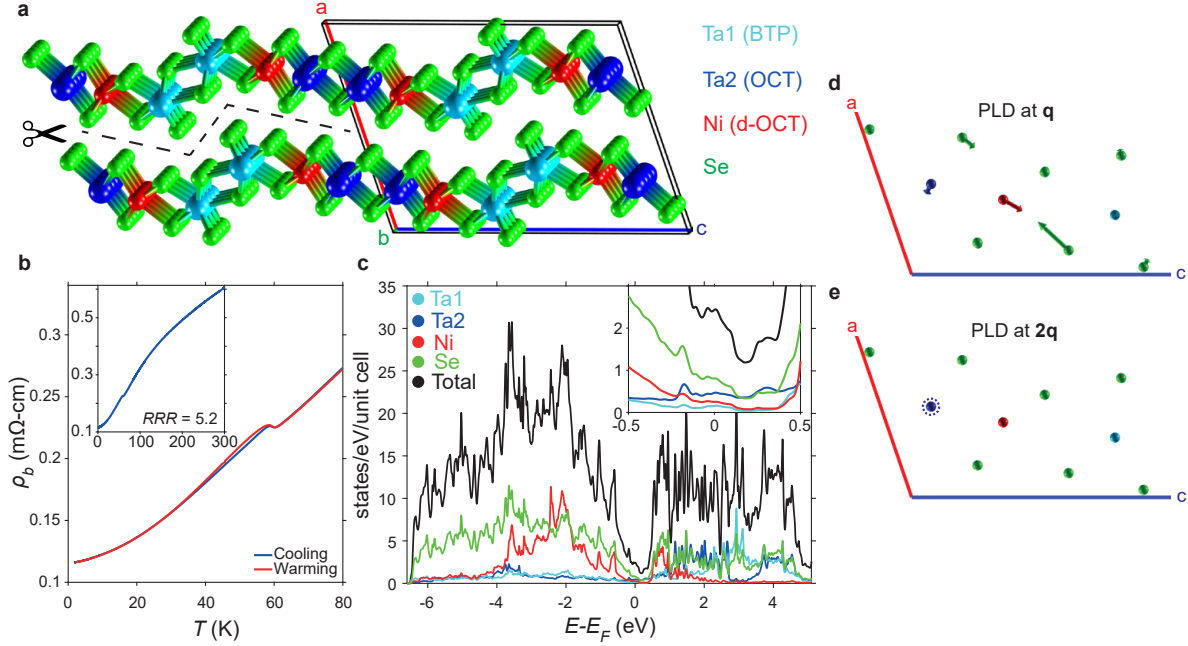 a
a
b
c
Ta1 (BTP)
Ta2 (OCT)
Ni (d-OCT)
Se
b
ρb (mΩ-cm)
0.3
0.25
0.2
0.15
0.1
0.5
0.3
0.1
0 100 200 300
RRR = 5.2
Cooling
Warming
0 20 40 60 80
T (K)
c
states/eV/unit cell
35
30
25
20
15
10
5
0
Ta1
Ta2
Ni
Se
Total
2
1
0
-0.5 0 0.5
-6 -4 -2 0 2 4
E-EF (eV)
d
PLD at q
a
c
e
PLD at 2q
a
c